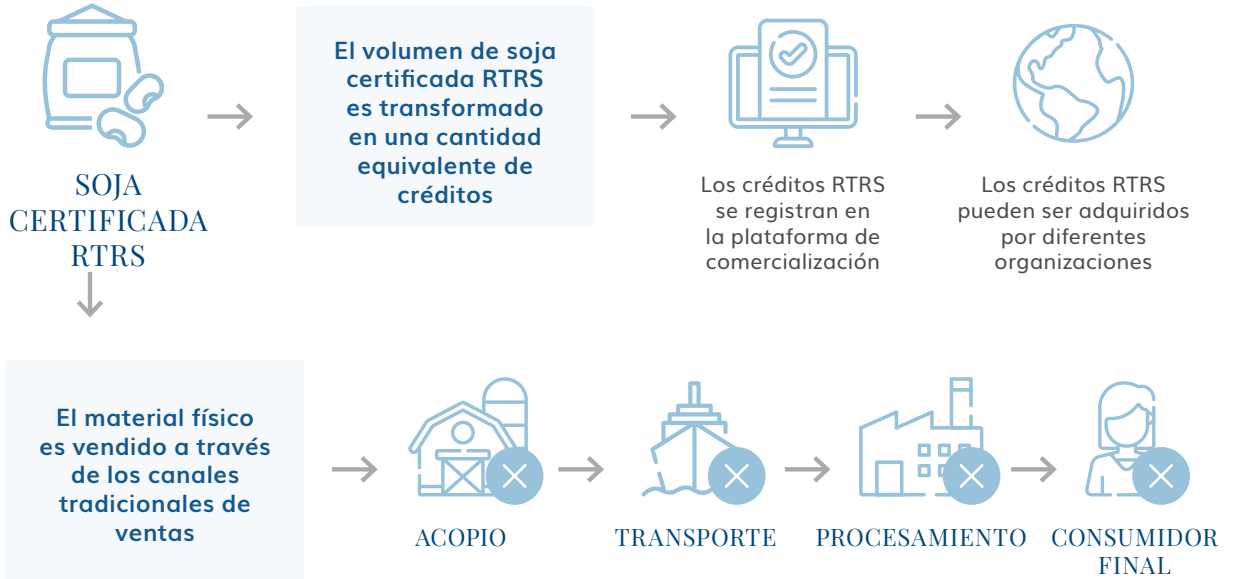 SOJA
CERTIFICADA
RTRS
El volumen de soja
certificada RTRS
es transformado
en una cantidad
equivalente de
créditos
Los créditos RTRS
se registran en
la plataforma de
comercialización
Los créditos RTRS
pueden ser adquiridos
por diferentes
organizaciones
El material físico
es vendido a través
de los canales
tradicionales de
ventas
ACOPIO
TRANSPORTE
PROCESAMIENTO
CONSUMIDOR
FINAL